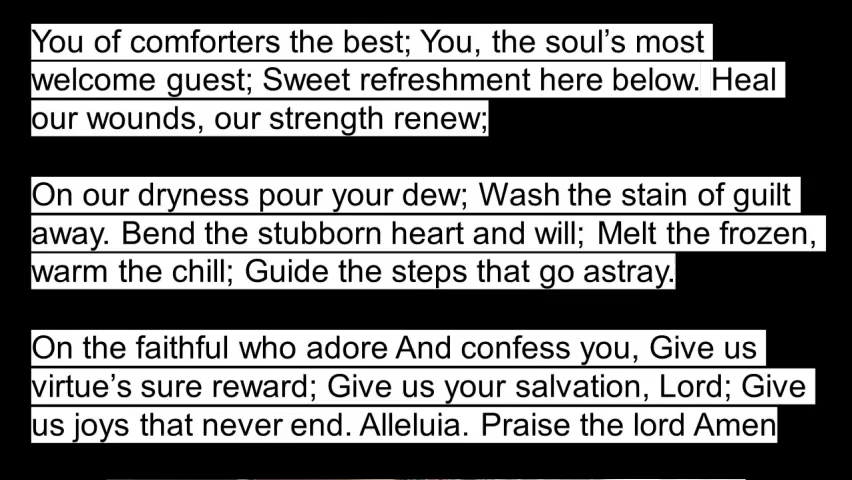 You of comforters the best; You, the soul's most
welcome guest; Sweet refreshment here below. Heal
our wounds, our strength renew;
On our dryness pour your dew; Wash the stain of guilt
away. Bend the stubborn heart and will; Melt the frozen,
warm the chill; Guide the steps that go astray.
On the faithful who adore And confess you, Give us
virtue's sure reward; Give us your salvation, Lord; Give
us joys that never end. Alleluia. Praise the lord Amen